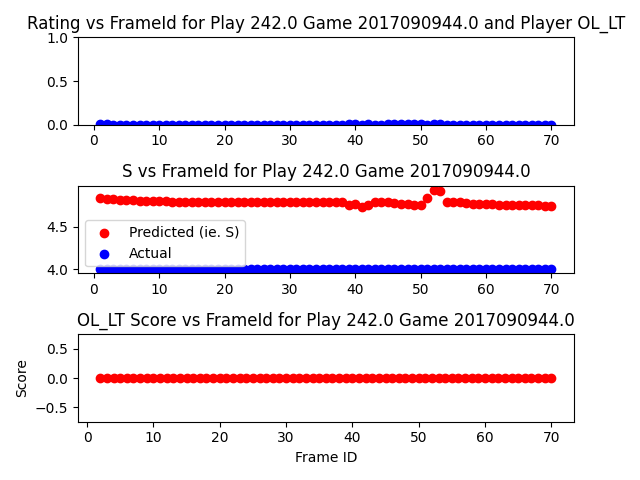 Rating vs FrameId for Play 242.0 Game 2017090944.0 and Player OL_LT
1.0
0.5
0.0
0 10 20 30 40 50 60 70
S vs FrameId for Play 242.0 Game 2017090944.0
4.5
4.0
Predicted (ie. S)
Actual
0 10 20 30 40 50 60 70
OL_LT Score vs FrameId for Play 242.0 Game 2017090944.0
Score
0.5
0.0
−0.5
0 10 20 30 40 50 60 70
Frame ID